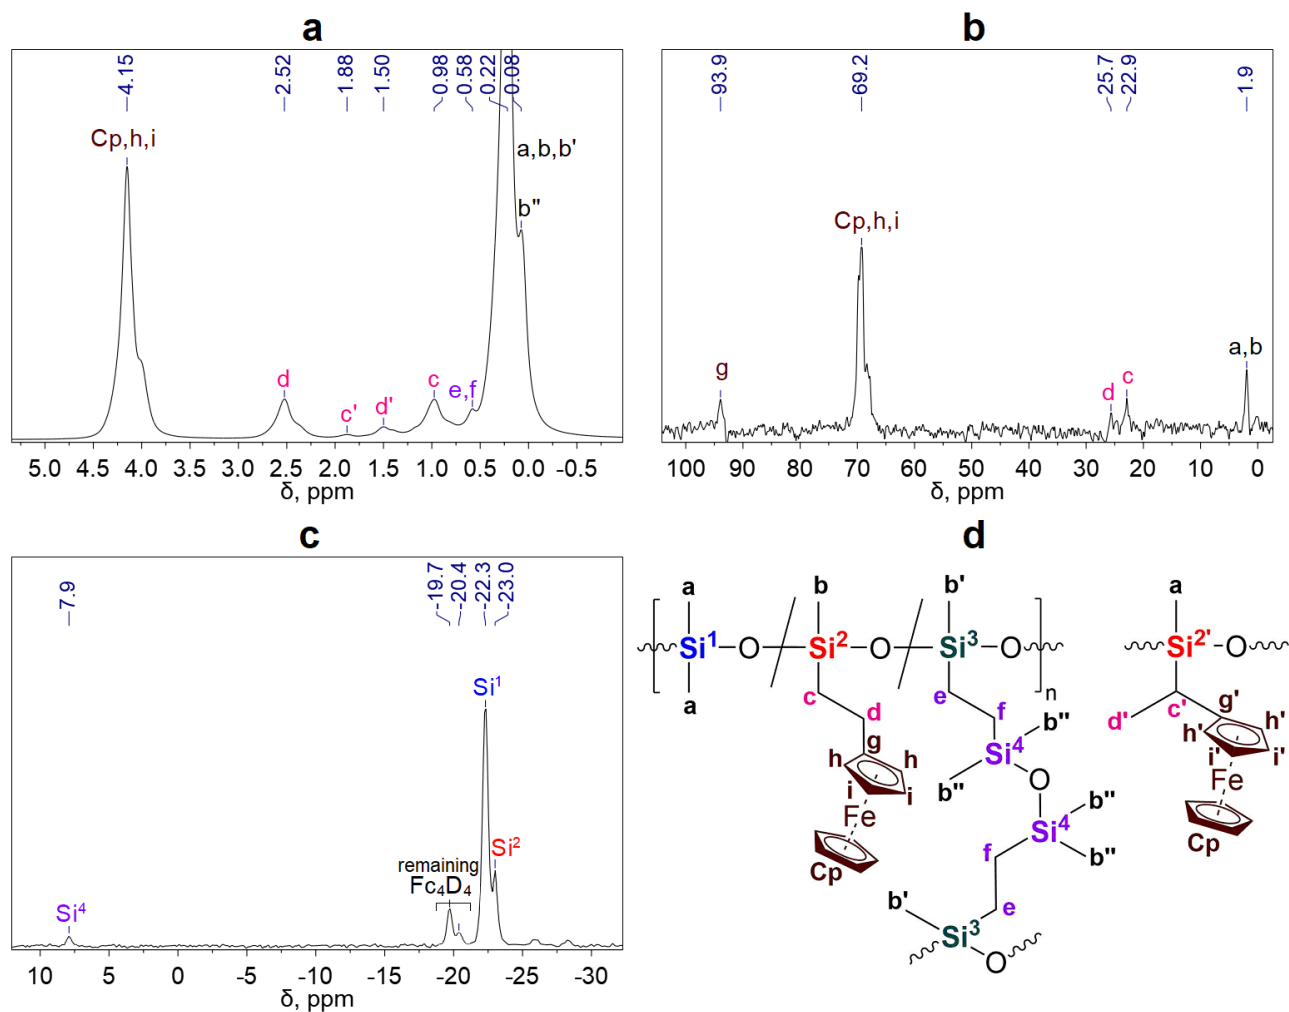 a
4.15
2.52
1.88
1.50
0.98
0.58
0.22
0.08
Cp,h,i
a,b,b'
b"
d
c'
d'
c
e,f
5.0 4.5 4.0 3.5 3.0 2.5 2.0 1.5 1.0 0.5 0.0 -0.5
δ, ppm
b
93.9
69.2
25.7
22.9
1.9
Cp,h,i
g
d
c
a,b
100 90 80 70 60 50 40 30 20 10 0
δ, ppm
c
7.9
-19.7
-20.4
-22.3
-23.0
Si1
Si2
remaining
Fc4D4
Si4
10 5 0 -5 -10 -15 -20 -25 -30
δ, ppm
d
a b b' a
Si1 O Si2 O Si3 O n Si2' O
a c d e f b" d' c' g'
g h h i i Fe Cp
Si4 b" O b" Si4 b"
h' h' i' i' Fe Cp
f e b' Si3 O